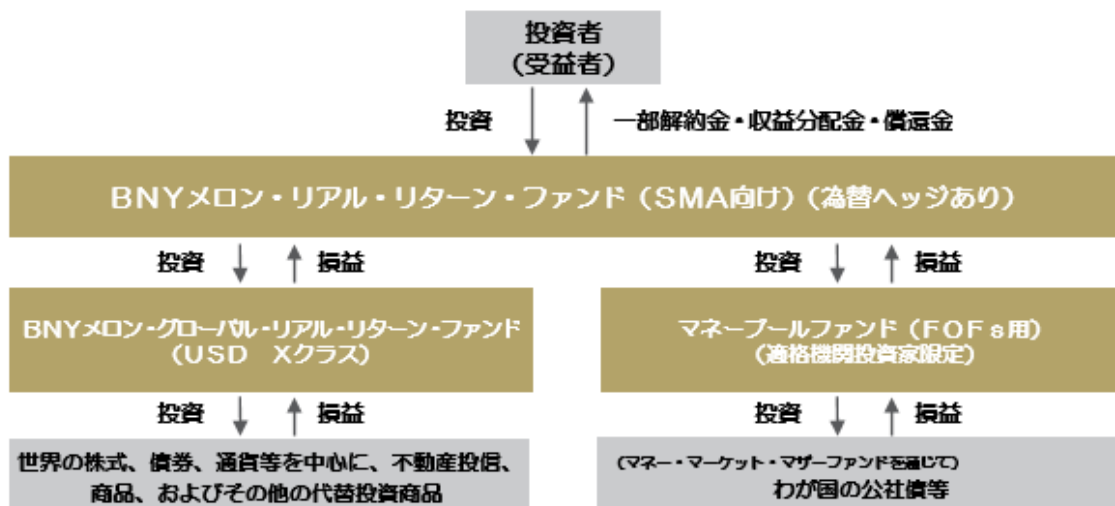 投資者
(受益者)
投資
一部解約金・収益分配金・償還金
BNYメロン・リアル・リターン・ファンド(SMA向け)(為替ヘッジあり)
投資
損益
投資
損益
BNYメロン・グローバル・リアル・リターン・ファンド
(USD Xクラス)
マネープールファンド(FOFs用)
(適格機関投資家限定)
投資
損益
投資
損益
世界の株式、債券、通貨等を中心に、不動産投信、
商品、およびその他の代替投資商品
(マネー・マーケット・マザーファンドを通じて)
わが国の公社債等